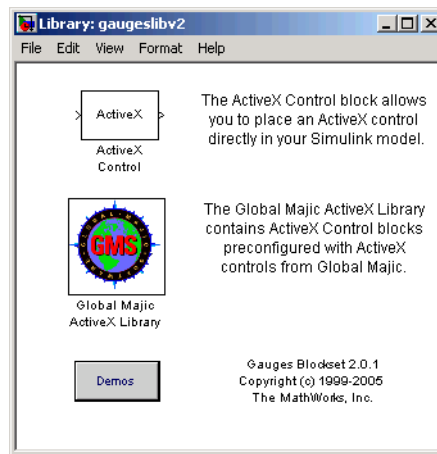 Library: gaugeslibv2
File Edit View Format Help
ActiveX
ActiveX
Control
The ActiveX Control block allows
you to place an ActiveX control
directly in your Simulink model.
GMS
Global Majic
ActiveX Library
The Global Majic ActiveX Library
contains ActiveX Control blocks
preconfigured with ActiveX
controls from Global Majic.
Demos
Gauges Blockset 2.0.1
Copyright (c) 1999-2005
The MathWorks, Inc.